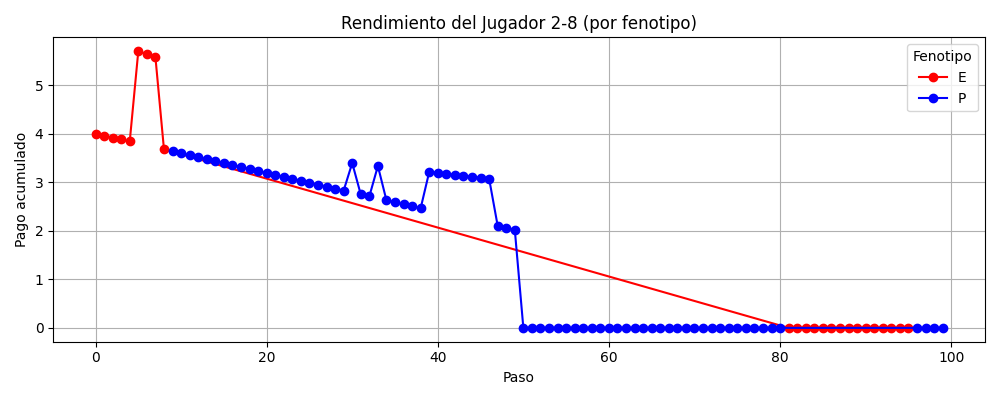 Rendimiento del Jugador 2-8 (por fenotipo)
Pago acumulado
5
4
3
2
1
0
Fenotipo
E
P
0 20 40 60 80 100
Paso